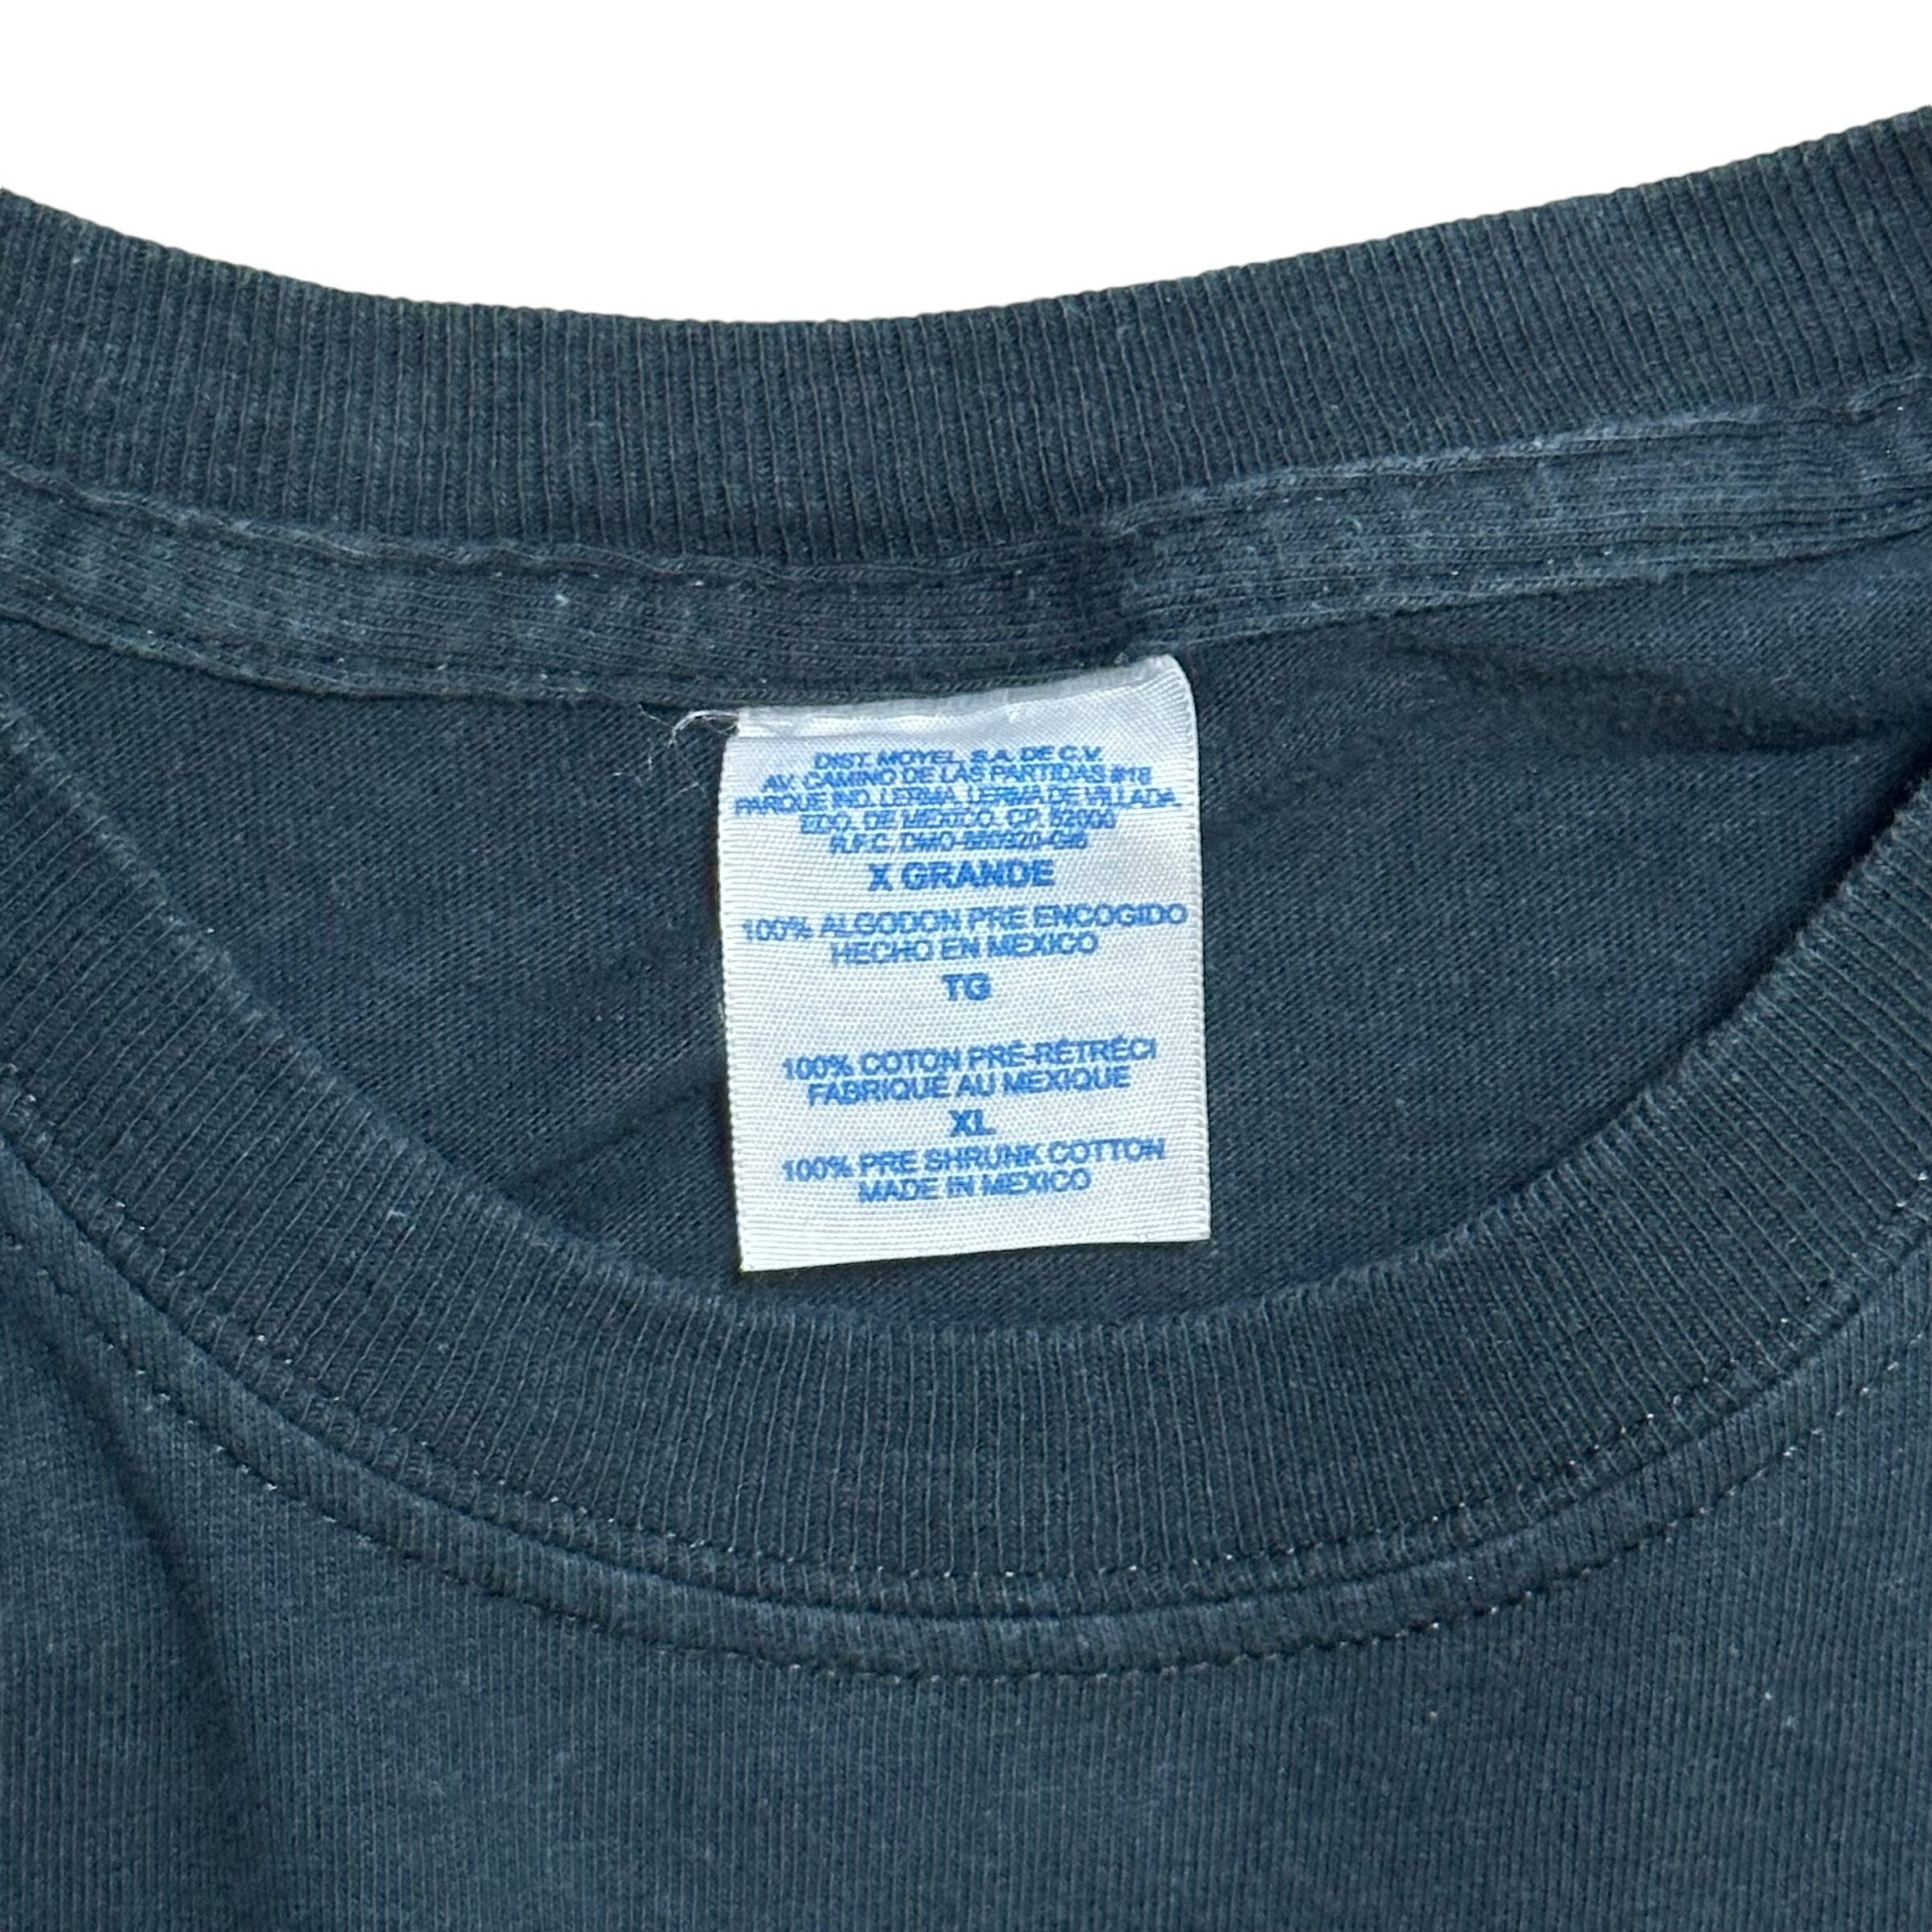 DIST. MOYEL, S.A. DE C.V.
AV. CAMINO DE LAS PARTIDAS #18
PARQUE IND. LERMA, LERMA DE VILLADA
EDO. DE MEXICO, CP. 52000
R.F.C.
X GRANDE
100% ALGODON PRE ENCOGIDO
HECHO EN MEXICO
TG
100% COTON PRÉ-RÉTRÉCI
FABRIQUÉ AU MEXIQUE
XL
100% PRE SHRUNK COTTON
MADE IN MEXICO